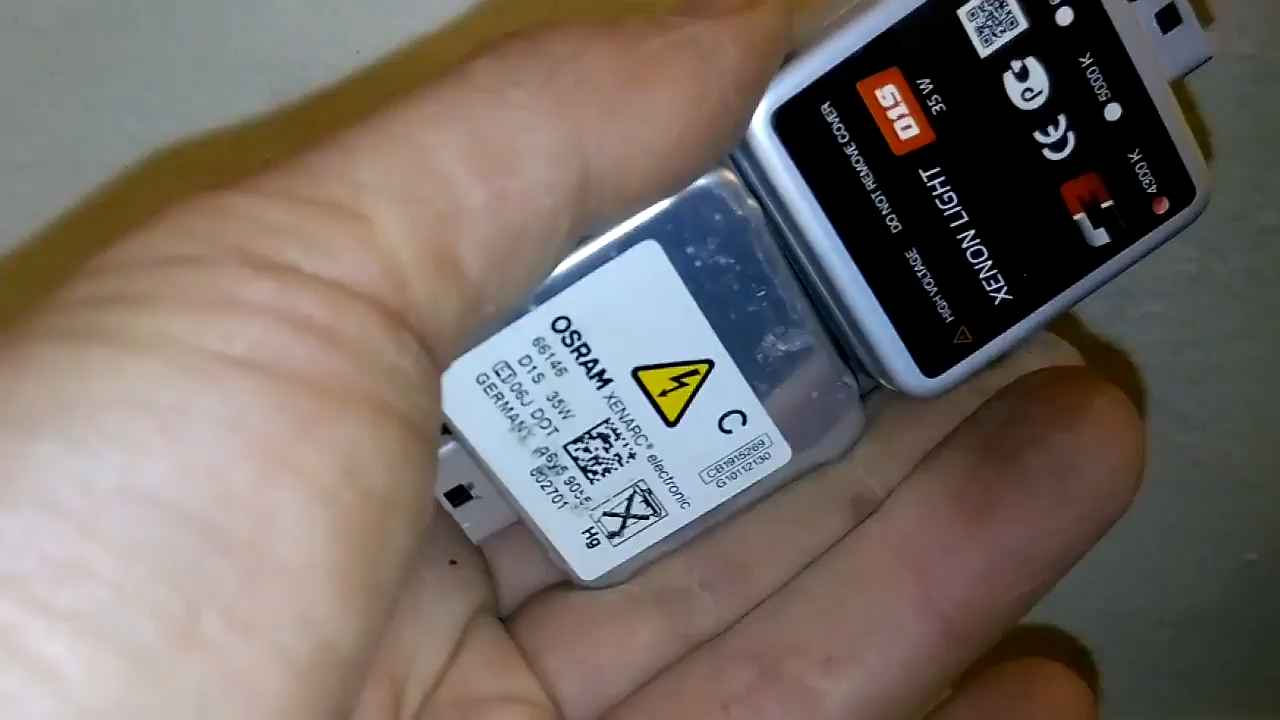 OSRAM XENARC® electronic
66146
D1S 35W
06J DOT
GERMANY
802701
Hg
C
CB1915269
G10112130
XENON LIGHT
D1S
35 W
HIGH VOLTAGE DO NOT REMOVE COVER
CE
4300 K
5000 K